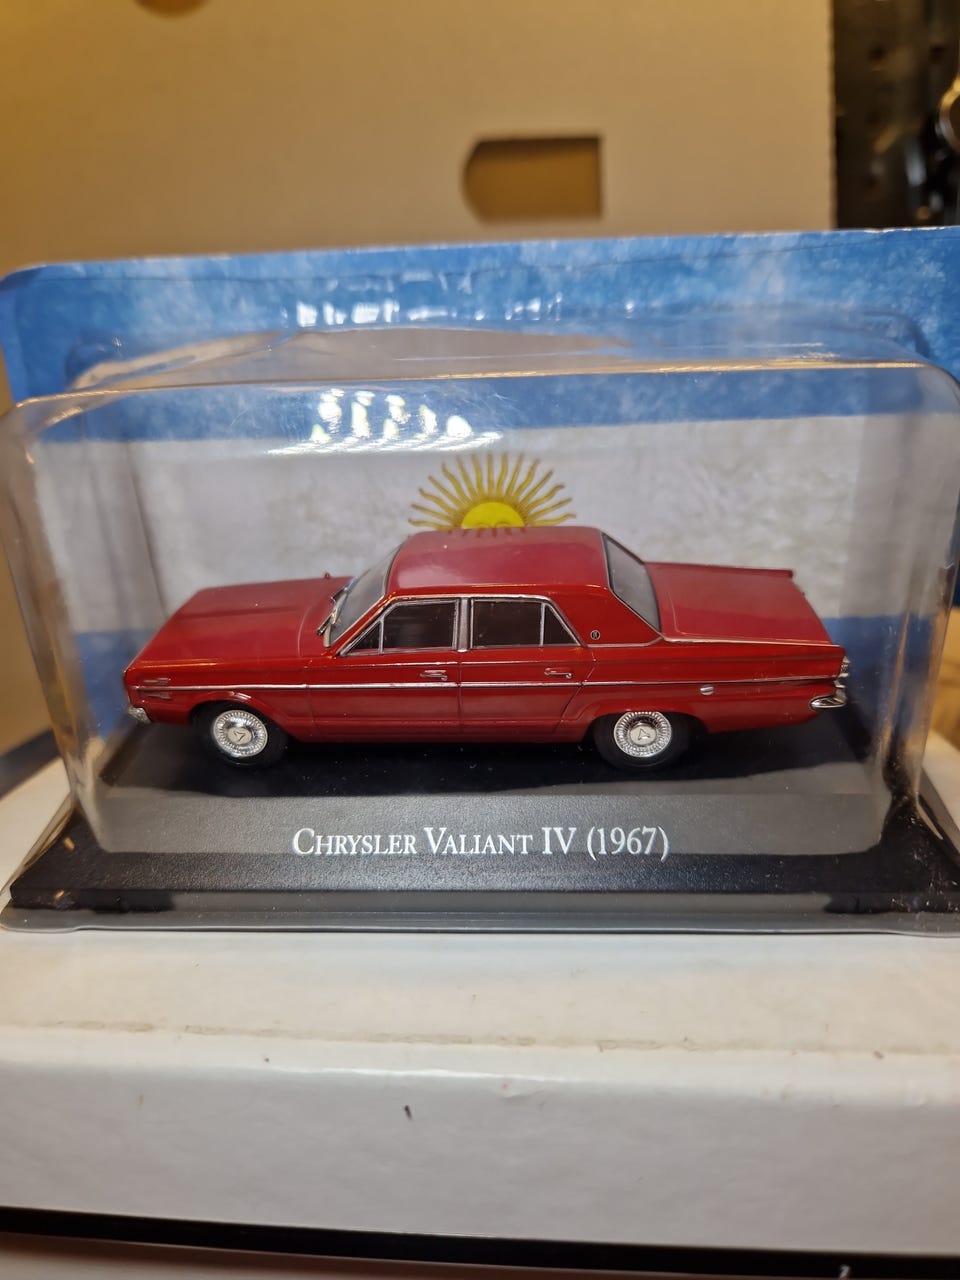 CHRYSLER VALIANT IV (1967)